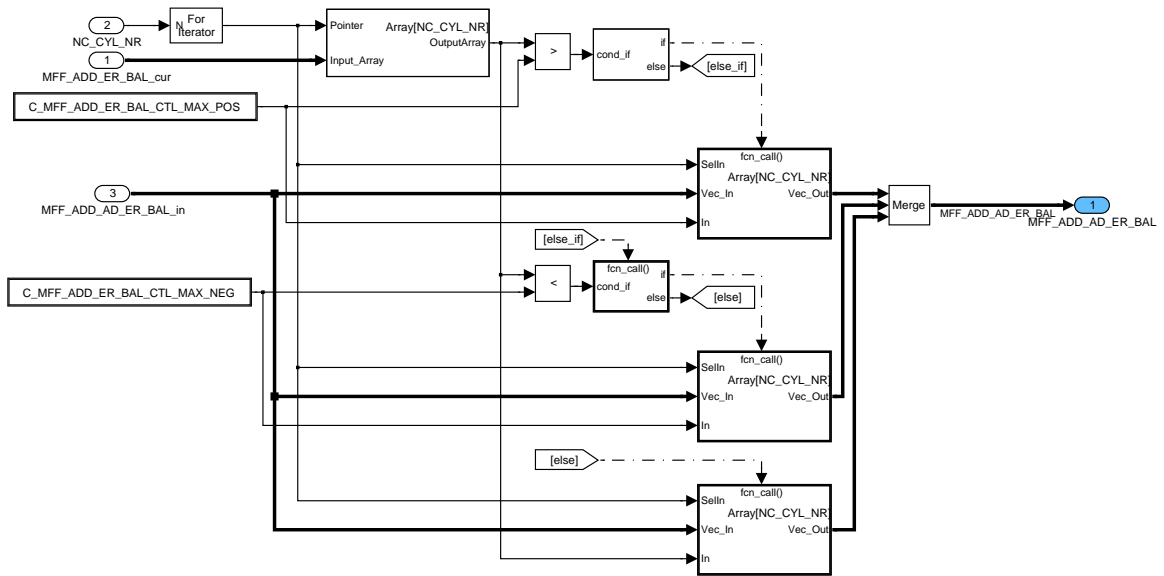 2
NC_CYL_NR
N
For
Iterator
Pointer
Array[NC_CYL_NR]
OutputArray
Input_Array
1
MFF_ADD_ER_BAL_cur
>
cond_if
if
else
[else_if]
C_MFF_ADD_ER_BAL_CTL_MAX_POS
fcn_call()
SelIn
Array[NC_CYL_NR]
Vec_In
Vec_Out
In
3
MFF_ADD_AD_ER_BAL_in
Merge
MFF_ADD_AD_ER_BAL
1
MFF_ADD_AD_ER_BAL
[else_if]
<
fcn_call()
cond_if
if
else
[else]
C_MFF_ADD_ER_BAL_CTL_MAX_NEG
fcn_call()
SelIn
Array[NC_CYL_NR]
Vec_In
Vec_Out
In
[else]
fcn_call()
SelIn
Array[NC_CYL_NR]
Vec_In
Vec_Out
In